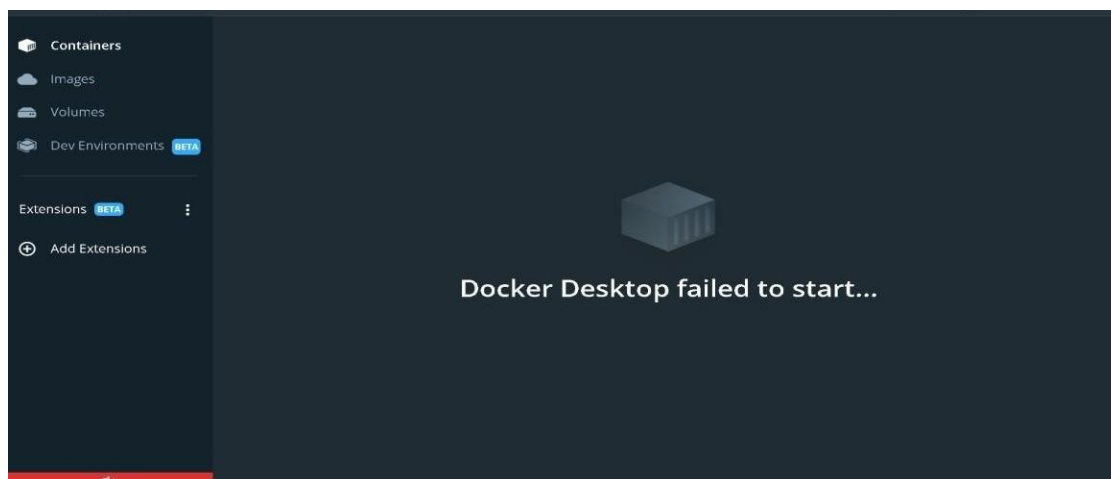 Containers
Images
Volumes
Dev Environments BETA
Extensions BETA
Add Extensions
Docker Desktop failed to start...